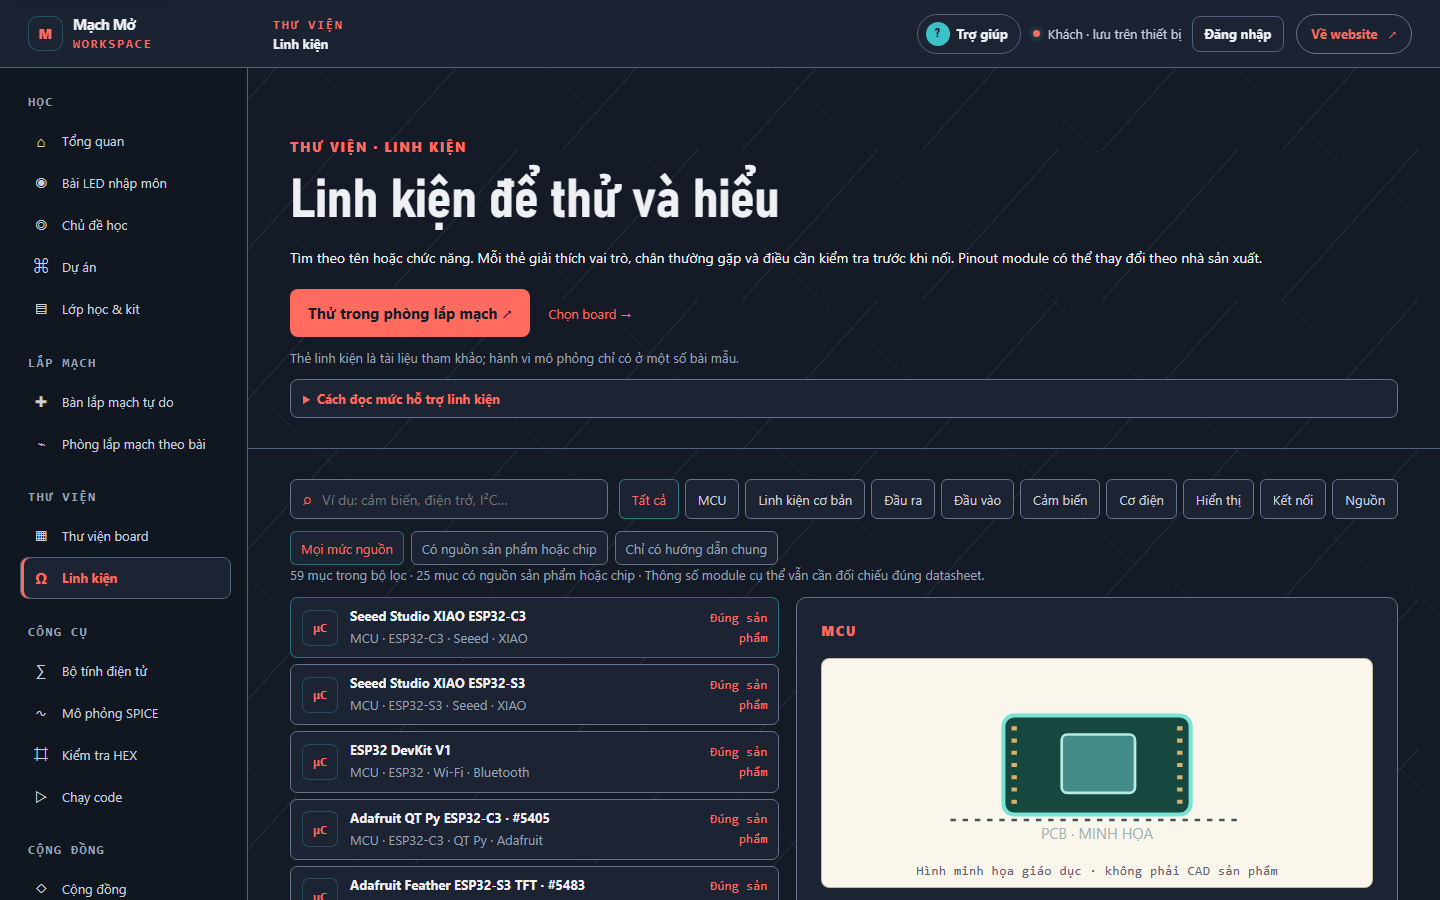 M
Mạch Mở
WORKSPACE
THƯ VIỆN
Linh kiện
? Trợ giúp
Khách · lưu trên thiết bị
Đăng nhập
Về website ↗
HỌC
Tổng quan
Bài LED nhập môn
Chủ đề học
Dự án
Lớp học & kit
LẮP MẠCH
Bàn lắp mạch tự do
Phòng lắp mạch theo bài
THƯ VIỆN
Thư viện board
Ω Linh kiện
CÔNG CỤ
∑ Bộ tính điện tử
∿ Mô phỏng SPICE
Kiểm tra HEX
▷ Chạy code
CỘNG ĐỒNG
◇ Cộng đồng
THƯ VIỆN · LINH KIỆN
Linh kiện để thử và hiểu
Tìm theo tên hoặc chức năng. Mỗi thẻ giải thích vai trò, chân thường gặp và điều cần kiểm tra trước khi nối. Pinout module có thể thay đổi theo nhà sản xuất.
Thử trong phòng lắp mạch ↗
Chọn board →
Thẻ linh kiện là tài liệu tham khảo; hành vi mô phỏng chỉ có ở một số bài mẫu.
▶ Cách đọc mức hỗ trợ linh kiện
Ví dụ: cảm biến, điện trở, I²C...
Tất cả
MCU
Linh kiện cơ bản
Đầu ra
Đầu vào
Cảm biến
Cơ điện
Hiển thị
Kết nối
Nguồn
Mọi mức nguồn
Có nguồn sản phẩm hoặc chip
Chỉ có hướng dẫn chung
59 mục trong bộ lọc · 25 mục có nguồn sản phẩm hoặc chip · Thông số module cụ thể vẫn cần đối chiếu đúng datasheet.
µC
Seeed Studio XIAO ESP32-C3
MCU · ESP32-C3 · Seeed · XIAO
Đúng sản
phẩm
µC
Seeed Studio XIAO ESP32-S3
MCU · ESP32-S3 · Seeed · XIAO
Đúng sản
phẩm
µC
ESP32 DevKit V1
MCU · ESP32 · Wi-Fi · Bluetooth
Đúng sản
phẩm
µC
Adafruit QT Py ESP32-C3 · #5405
MCU · ESP32-C3 · QT Py · Adafruit
Đúng sản
phẩm
µC
Adafruit Feather ESP32-S3 TFT · #5483
Đúng sản
MCU
PCB · MINH HỌA
Hình minh họa giáo dục · không phải CAD sản phẩm